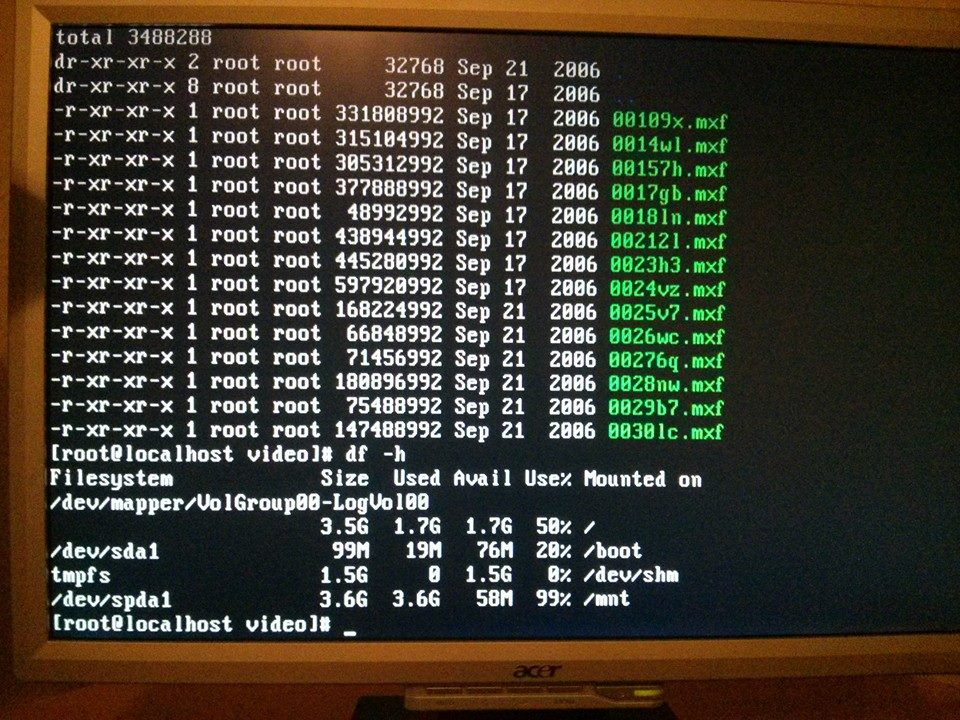 total 3488288
dr-xr-xr-x 2 root root 32768 Sep 21 2006
dr-xr-xr-x 8 root root 32768 Sep 17 2006
-r-xr-xr-x 1 root root 331808992 Sep 17 2006 00109x.mxf
-r-xr-xr-x 1 root root 315104992 Sep 17 2006 0014wl.mxf
-r-xr-xr-x 1 root root 305312992 Sep 17 2006 00157h.mxf
-r-xr-xr-x 1 root root 377888992 Sep 17 2006 0017gb.mxf
-r-xr-xr-x 1 root root 48992992 Sep 17 2006 0018ln.mxf
-r-xr-xr-x 1 root root 438944992 Sep 17 2006 00212l.mxf
-r-xr-xr-x 1 root root 445280992 Sep 17 2006 0023h3.mxf
-r-xr-xr-x 1 root root 597920992 Sep 17 2006 0024vz.mxf
-r-xr-xr-x 1 root root 168224992 Sep 21 2006 0025v7.mxf
-r-xr-xr-x 1 root root 66848992 Sep 21 2006 0026wc.mxf
-r-xr-xr-x 1 root root 71456992 Sep 21 2006 00276q.mxf
-r-xr-xr-x 1 root root 180896992 Sep 21 2006 0028nw.mxf
-r-xr-xr-x 1 root root 75488992 Sep 21 2006 0029b7.mxf
-r-xr-xr-x 1 root root 147488992 Sep 21 2006 0030lc.mxf
[root@localhost video]# df -h
Filesystem Size Used Avail Use% Mounted on
/dev/mapper/VolGroup00-LogVol00
3.5G 1.7G 1.7G 50% /
/dev/sda1 99M 19M 76M 20% /boot
tmpfs 1.5G 0 1.5G 0% /dev/shm
/dev/spda1 3.6G 3.6G 58M 99% /mnt
[root@localhost video]# _
acer